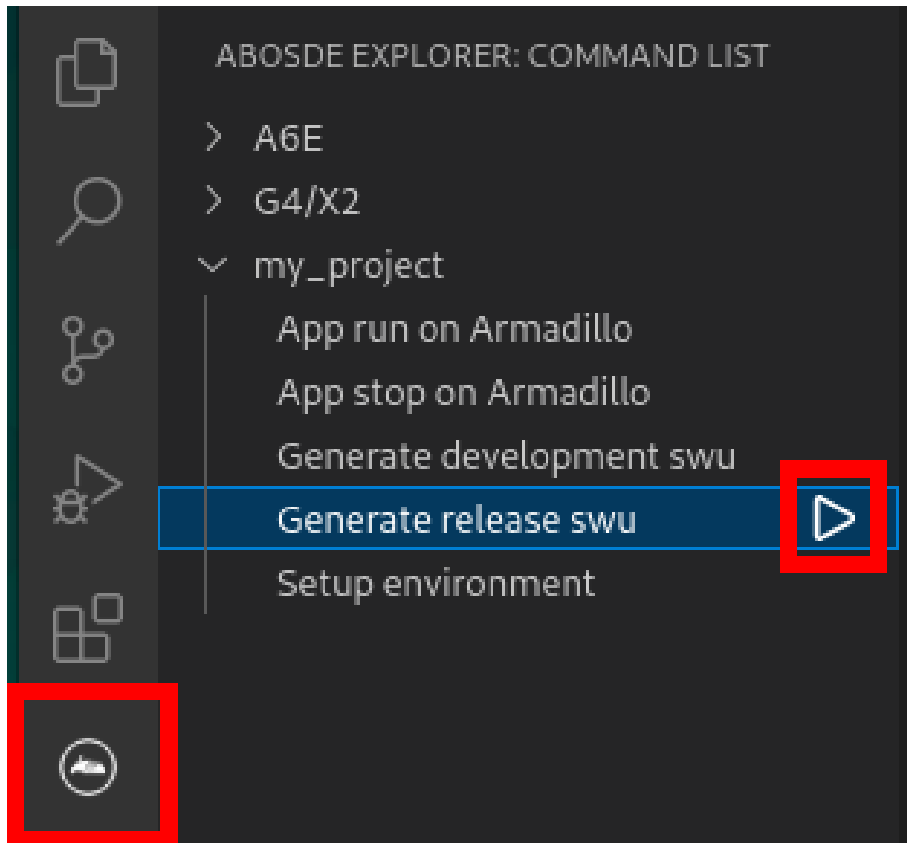 ABOSDE EXPLORER: COMMAND LIST
A6E
G4/X2
my_project
App run on Armadillo
App stop on Armadillo
Generate development swu
Generate release swu
Setup environment